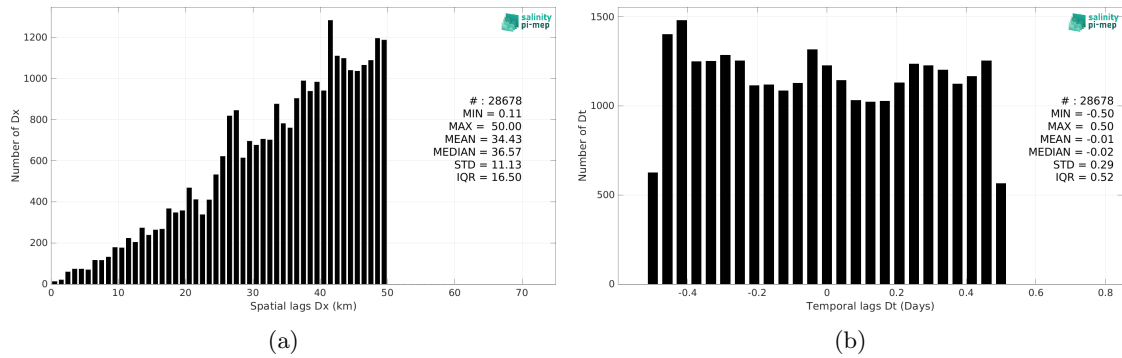 salinity
pi-mep
1200
1000
800
600
400
200
0
Number of Dx
# : 28678
MIN = 0.11
MAX = 50.00
MEAN = 34.43
MEDIAN = 36.57
STD = 11.13
IQR = 16.50
0 10 20 30 40 50 60 70
Spatial lags Dx (km)
(a)
salinity
pi-mep
1500
1000
500
0
Number of Dt
# : 28678
MIN = -0.50
MAX = 0.50
MEAN = -0.01
MEDIAN = -0.02
STD = 0.29
IQR = 0.52
-0.4 -0.2 0 0.2 0.4 0.6 0.8
Temporal lags Dt (Days)
(b)